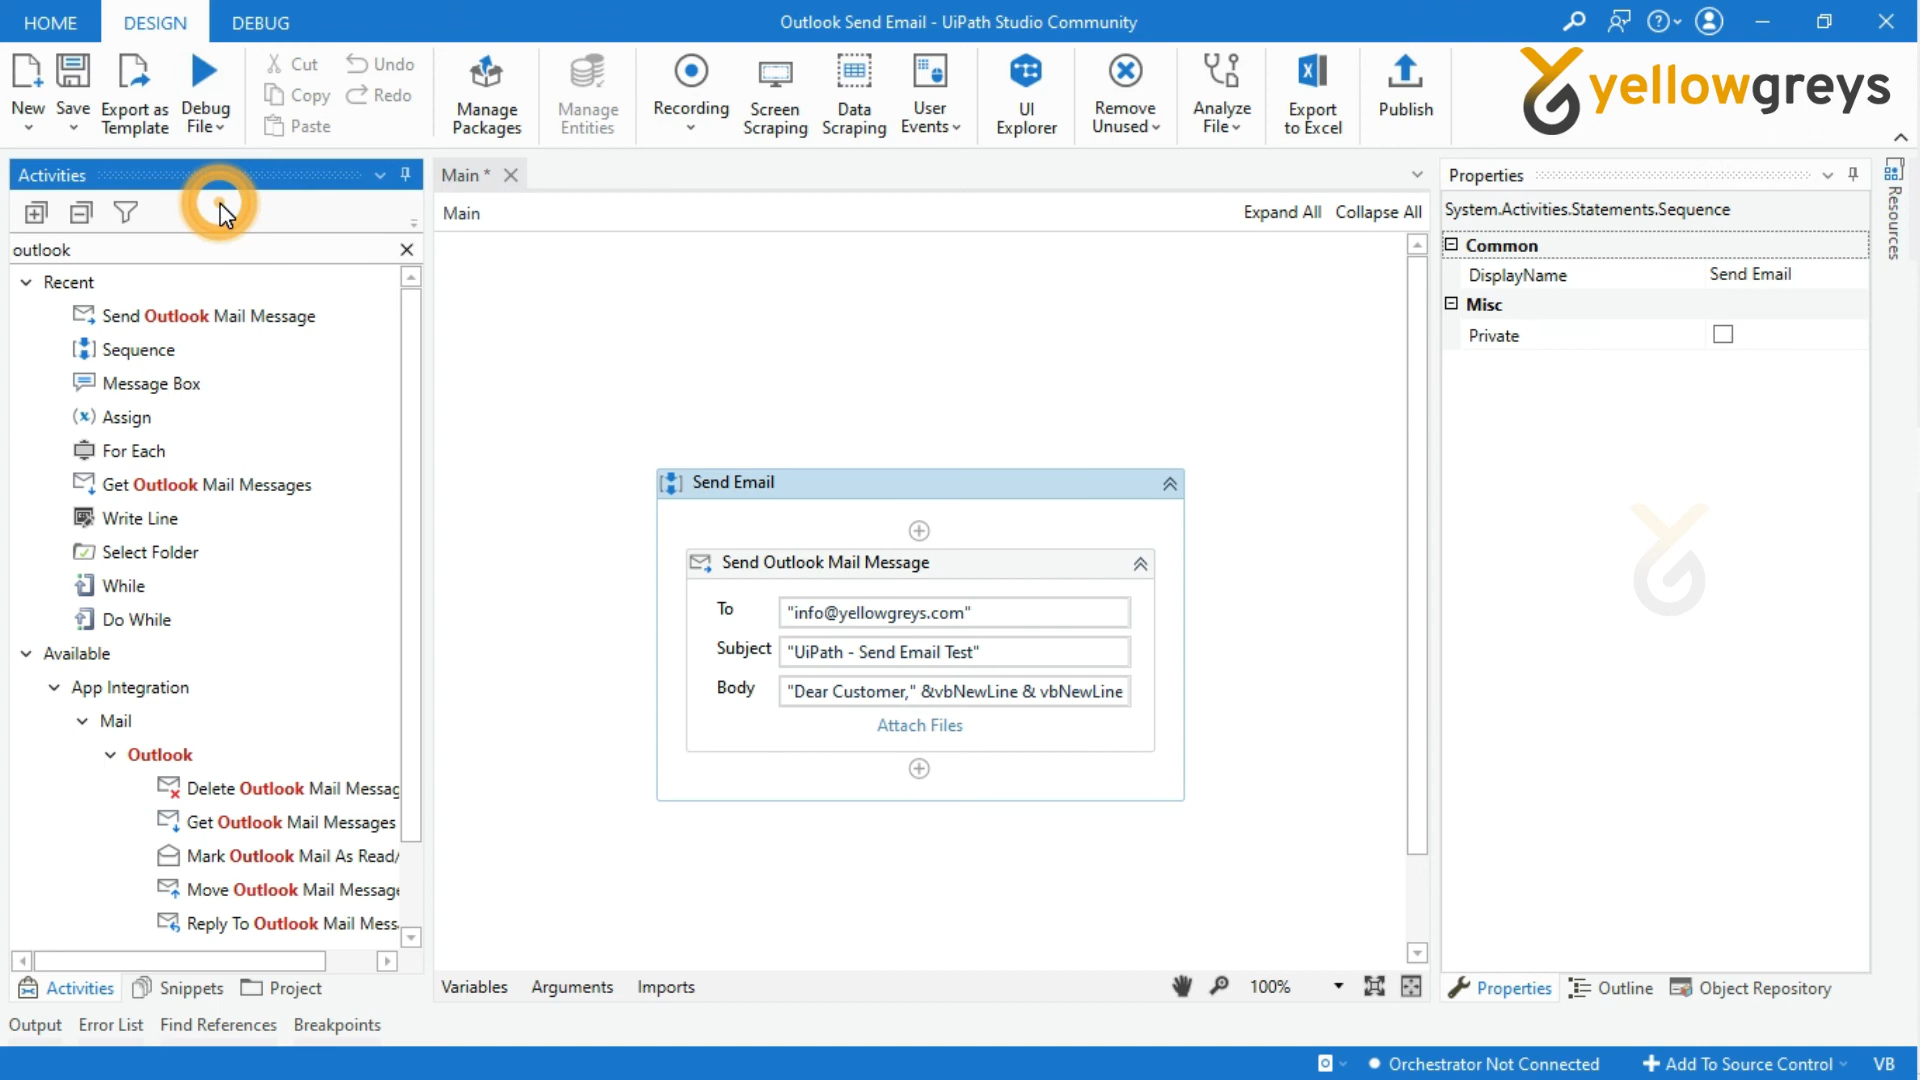 HOME DESIGN DEBUG
Outlook Send Email - UiPath Studio Community
New
Save
Export as
Template
Debug
File
Cut
Copy
Paste
Undo
Redo
Manage
Packages
Manage
Entities
Recording
Screen
Scraping
Data
Scraping
User
Events
UI
Explorer
Remove
Unused
Analyze
File
Export
to Excel
Publish
yellowgreys
Activities
outlook
Recent
Send Outlook Mail Message
Sequence
Message Box
Assign
For Each
Get Outlook Mail Messages
Write Line
Select Folder
While
Do While
Available
App Integration
Mail
Outlook
Delete Outlook Mail Messag
Get Outlook Mail Messages
Mark Outlook Mail As Read/
Move Outlook Mail Message
Reply To Outlook Mail Mess
Activities Snippets Project
Main *
Main
Expand All Collapse All
Send Email
Send Outlook Mail Message
To "info@yellowgreys.com"
Subject "UiPath - Send Email Test"
Body "Dear Customer," &vbNewLine & vbNewLine
Attach Files
Variables Arguments Imports
100%
Properties
System.Activities.Statements.Sequence
Common
DisplayName Send Email
Misc
Private
Properties Outline Object Repository
Resources
Output Error List Find References Breakpoints
Orchestrator Not Connected Add To Source Control VB